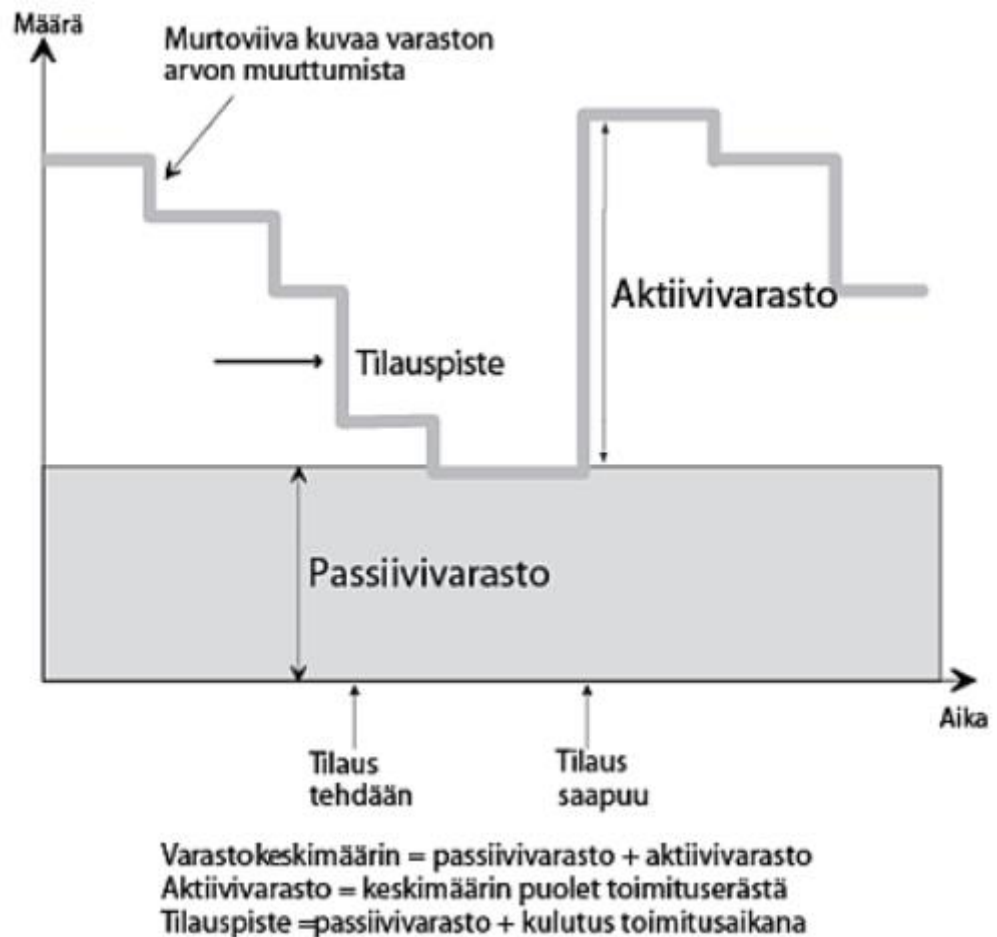 Määrä
Murtoviiva kuvaa varaston
arvon muuttumista
Aktiivivarasto
Tilauspiste
Passiivivarasto
Aika
Tilaus
tehdään
Tilaus
saapuu
Varastokeskimäärin = passiivivarasto + aktiivivarasto
Aktiivivarasto = keskimäärin puolet toimituserästä
Tilauspiste =passiivivarasto + kulutus toimitusaikana